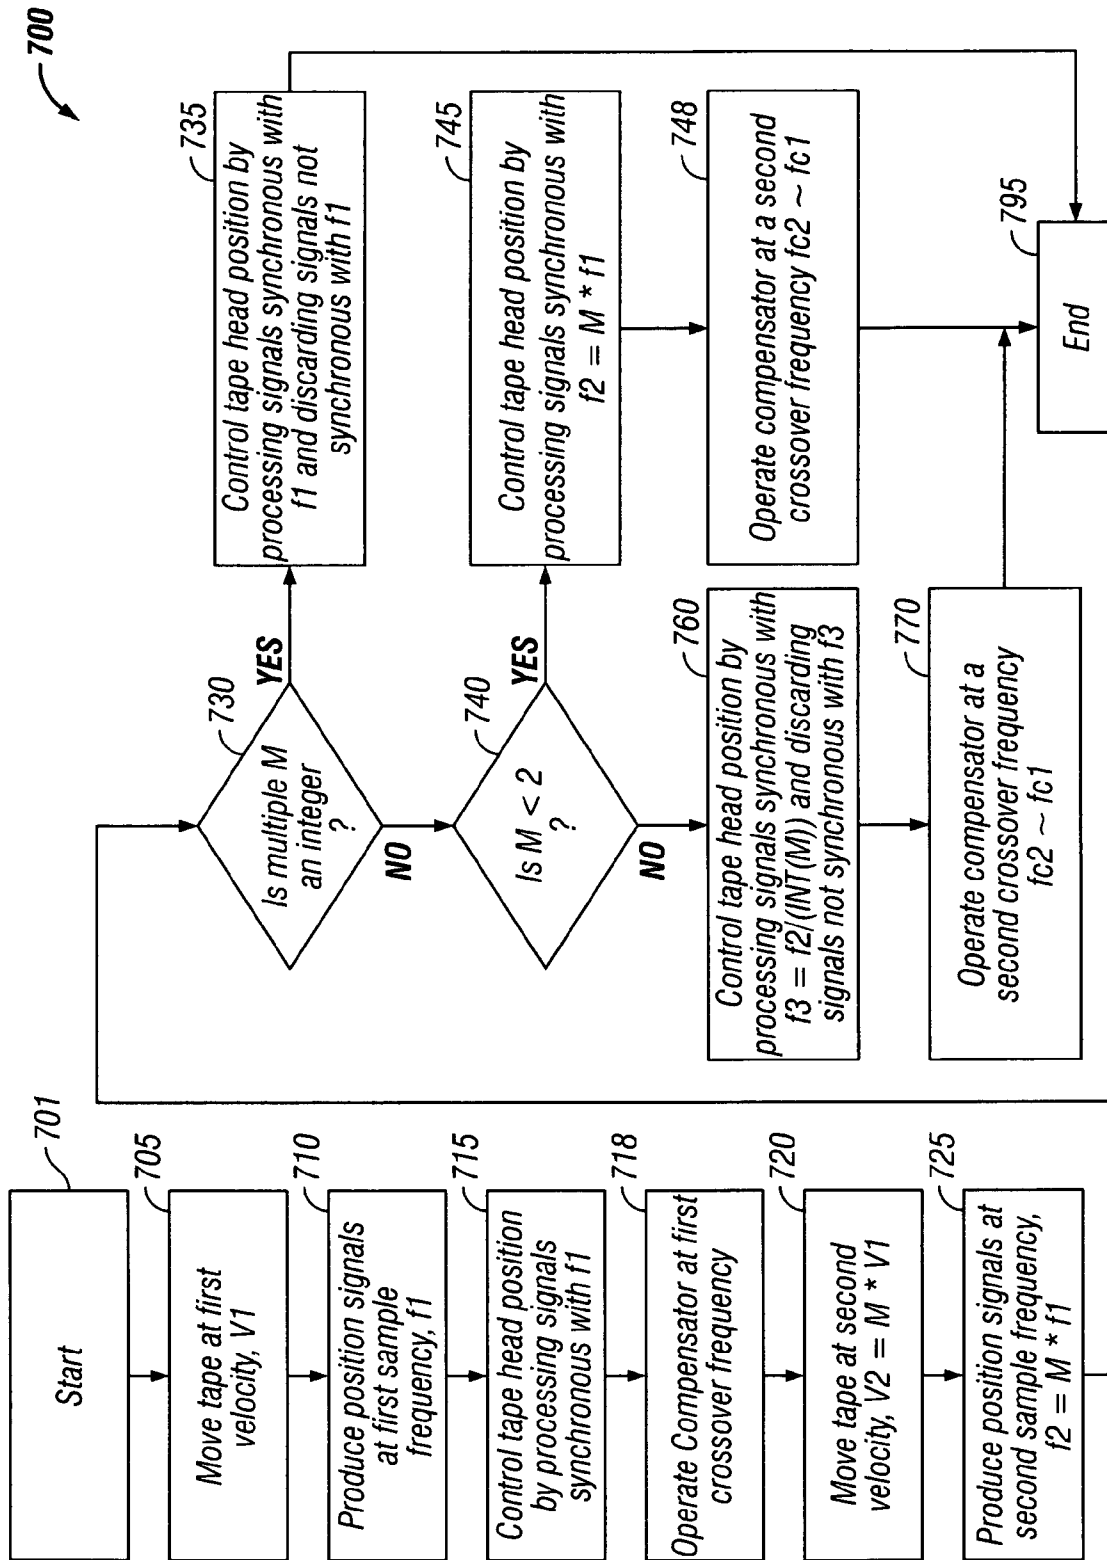 700
701
Start
705
Move tape at first
velocity, V1
710
Produce position signals
at first sample
frequency, f1
715
Control tape head position
by processing signals
synchronous with f1
718
Operate Compensator at first
crossover frequency
720
Move tape at second
velocity, V2 = M * V1
725
Produce position signals at
second sample frequency,
f2 = M * f1
730
Is multiple M
an integer
?
YES
NO
735
Control tape head position by
processing signals synchronous with
f1 and discarding signals not
synchronous with f1
740
Is M < 2
?
YES
NO
745
Control tape head position by
processing signals synchronous with
f2 = M * f1
748
Operate compensator at a second
crossover frequency fc2 ~ fc1
760
Control tape head position by
processing signals synchronous with
f3 = f2/(INT(M)) and discarding
signals not synchronous with f3
770
Operate compensator at a
second crossover frequency
fc2 ~ fc1
795
End